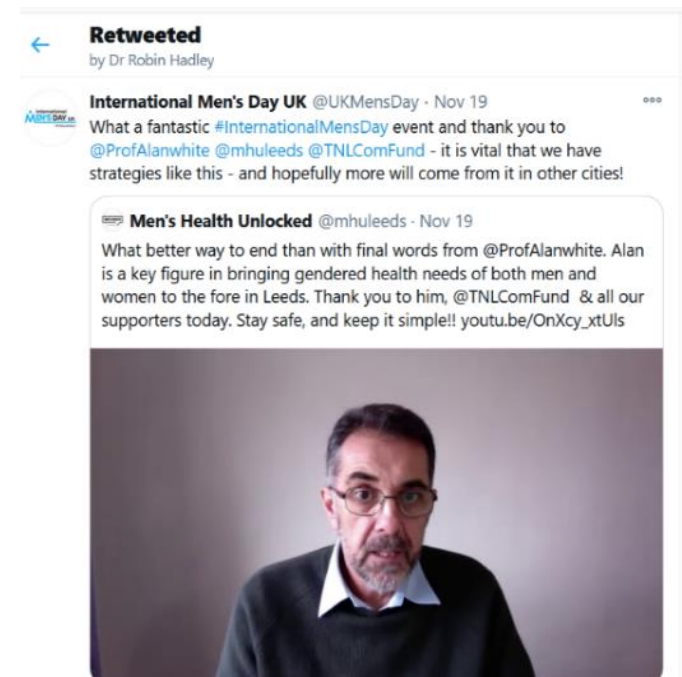 Retweeted
by Dr Robin Hadley
International Men's Day UK @UKMensDay · Nov 19
What a fantastic #InternationalMensDay event and thank you to
@ProfAlanwhite @mhuleeds @TNLComFund - it is vital that we have
strategies like this - and hopefully more will come from it in other cities!
Men's Health Unlocked @mhuleeds · Nov 19
What better way to end than with final words from @ProfAlanwhite. Alan
is a key figure in bringing gendered health needs of both men and
women to the fore in Leeds. Thank you to him, @TNLComFund & all our
supporters today. Stay safe, and keep it simple!! youtu.be/OnXcy_xtUls